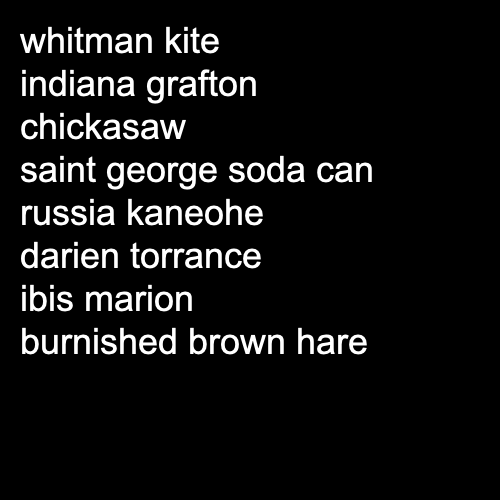 whitman kite
indiana grafton
chickasaw
saint george soda can
russia kaneohe
darien torrance
ibis marion
burnished brown hare